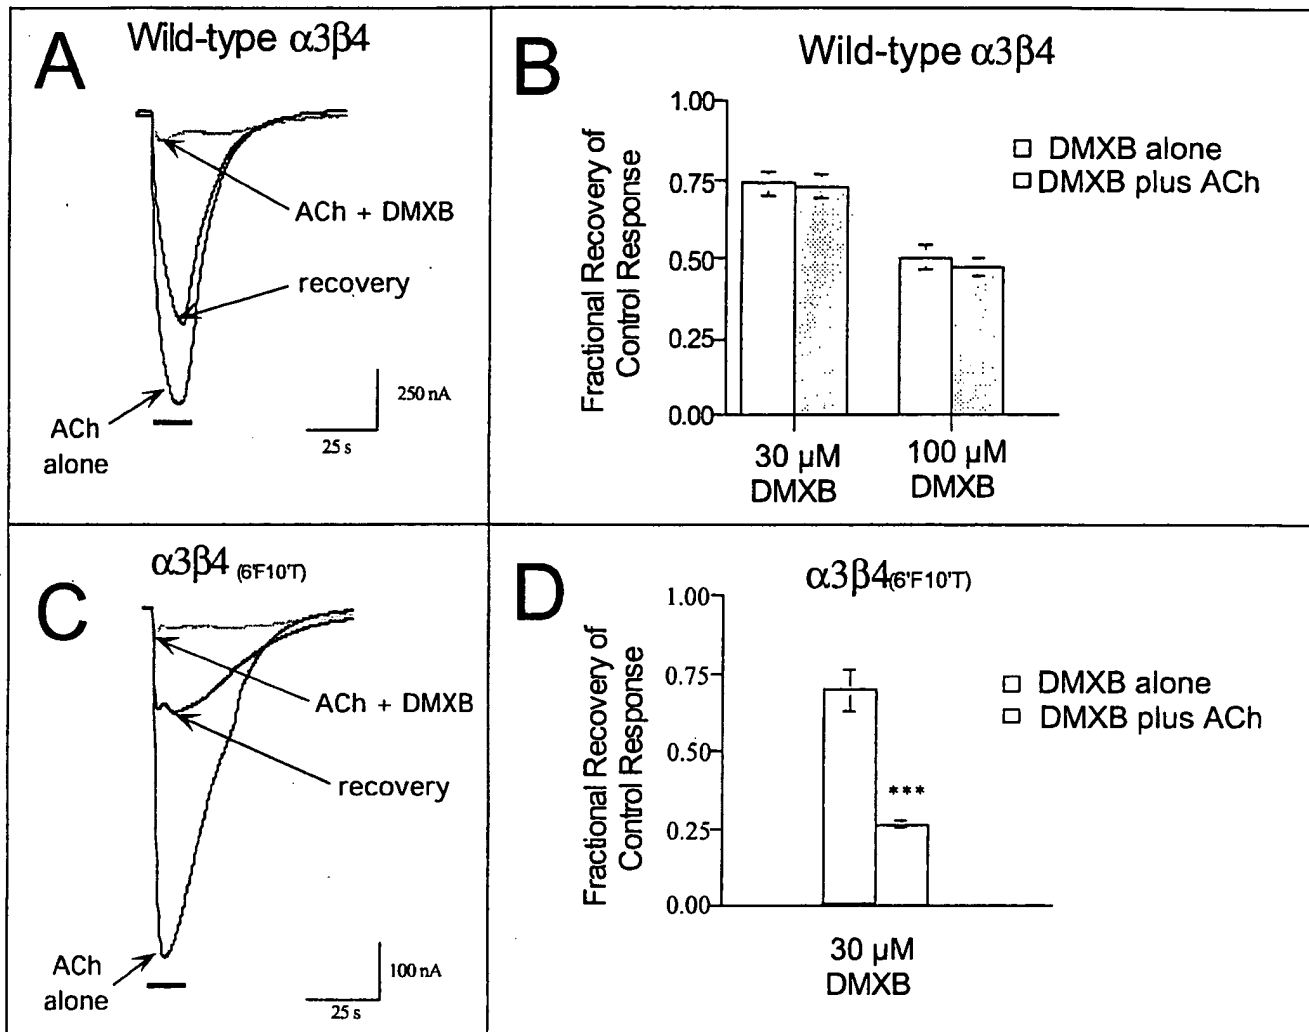 A
Wild-type α3β4
ACh + DMXB
recovery
ACh
alone
250 nA
25 s
B
Wild-type α3β4
Fractional Recovery of
Control Response
1.00
0.75
0.50
0.25
0.00
DMXB alone
DMXB plus ACh
30 µM
DMXB
100 µM
DMXB
C
α3β4 (6'F10'T)
ACh + DMXB
recovery
ACh
alone
100 nA
25 s
D
α3β4(6'F10'T)
Fractional Recovery of
Control Response
1.00
0.75
0.50
0.25
0.00
DMXB alone
DMXB plus ACh
***
30 µM
DMXB